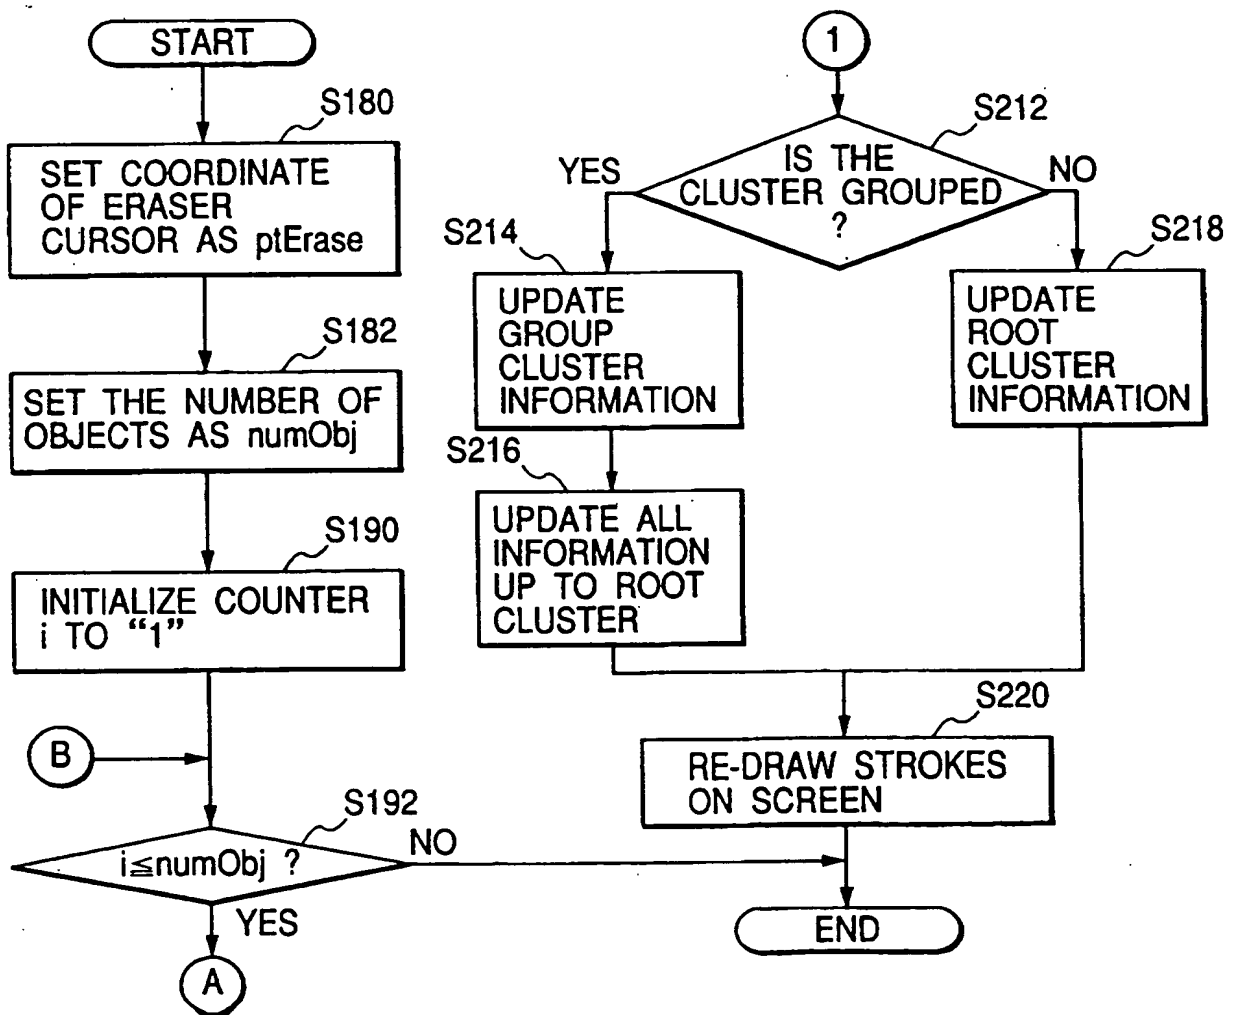 START
S180
SET COORDINATE
OF ERASER
CURSOR AS ptErase
S182
SET THE NUMBER OF
OBJECTS AS numObj
S190
INITIALIZE COUNTER
i TO “1”
B
S192
i≦numObj ?
NO
YES
A
1
S212
IS THE
CLUSTER GROUPED
?
YES
NO
S214
UPDATE
GROUP
CLUSTER
INFORMATION
S218
UPDATE
ROOT
CLUSTER
INFORMATION
S216
UPDATE ALL
INFORMATION
UP TO ROOT
CLUSTER
S220
RE-DRAW STROKES
ON SCREEN
END